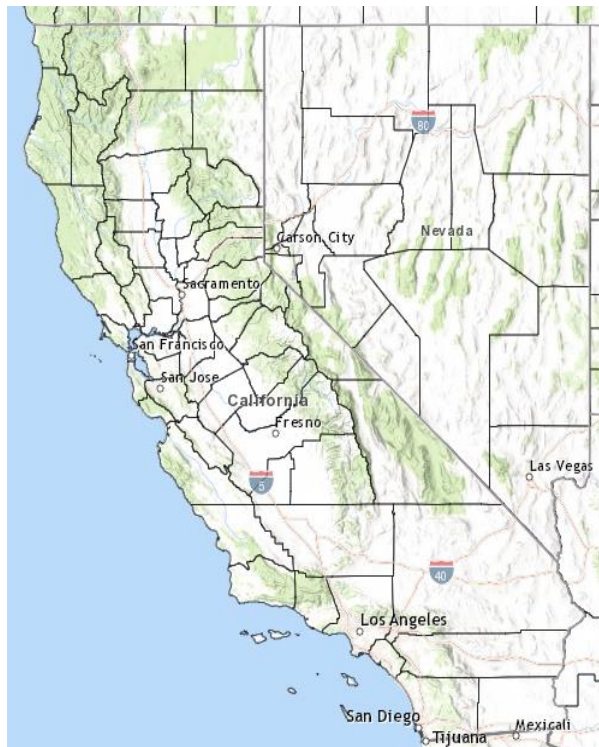 80
Nevada
Carson City
Sacramento
San Francisco
San Jose
California
Fresno
5
Las Vegas
40
Los Angeles
San Diego
Tijuana
Mexicali